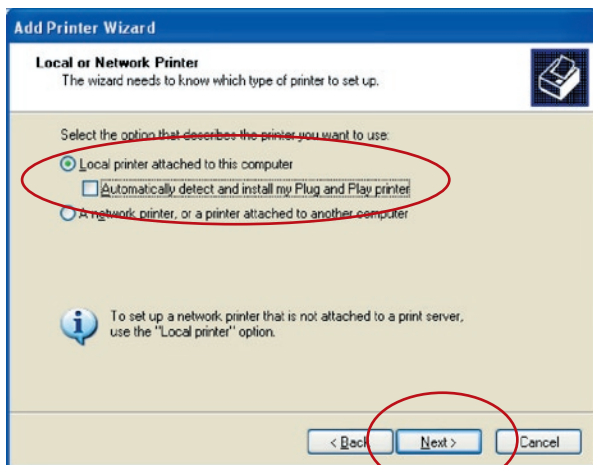 Add Printer Wizard
Local or Network Printer
The wizard needs to know which type of printer to set up.
Select the option that describes the printer you want to use:
Local printer attached to this computer
Automatically detect and install my Plug and Play printer
A network printer, or a printer attached to another computer
To set up a network printer that is not attached to a print server,
use the "Local printer" option.
< Back Next > Cancel